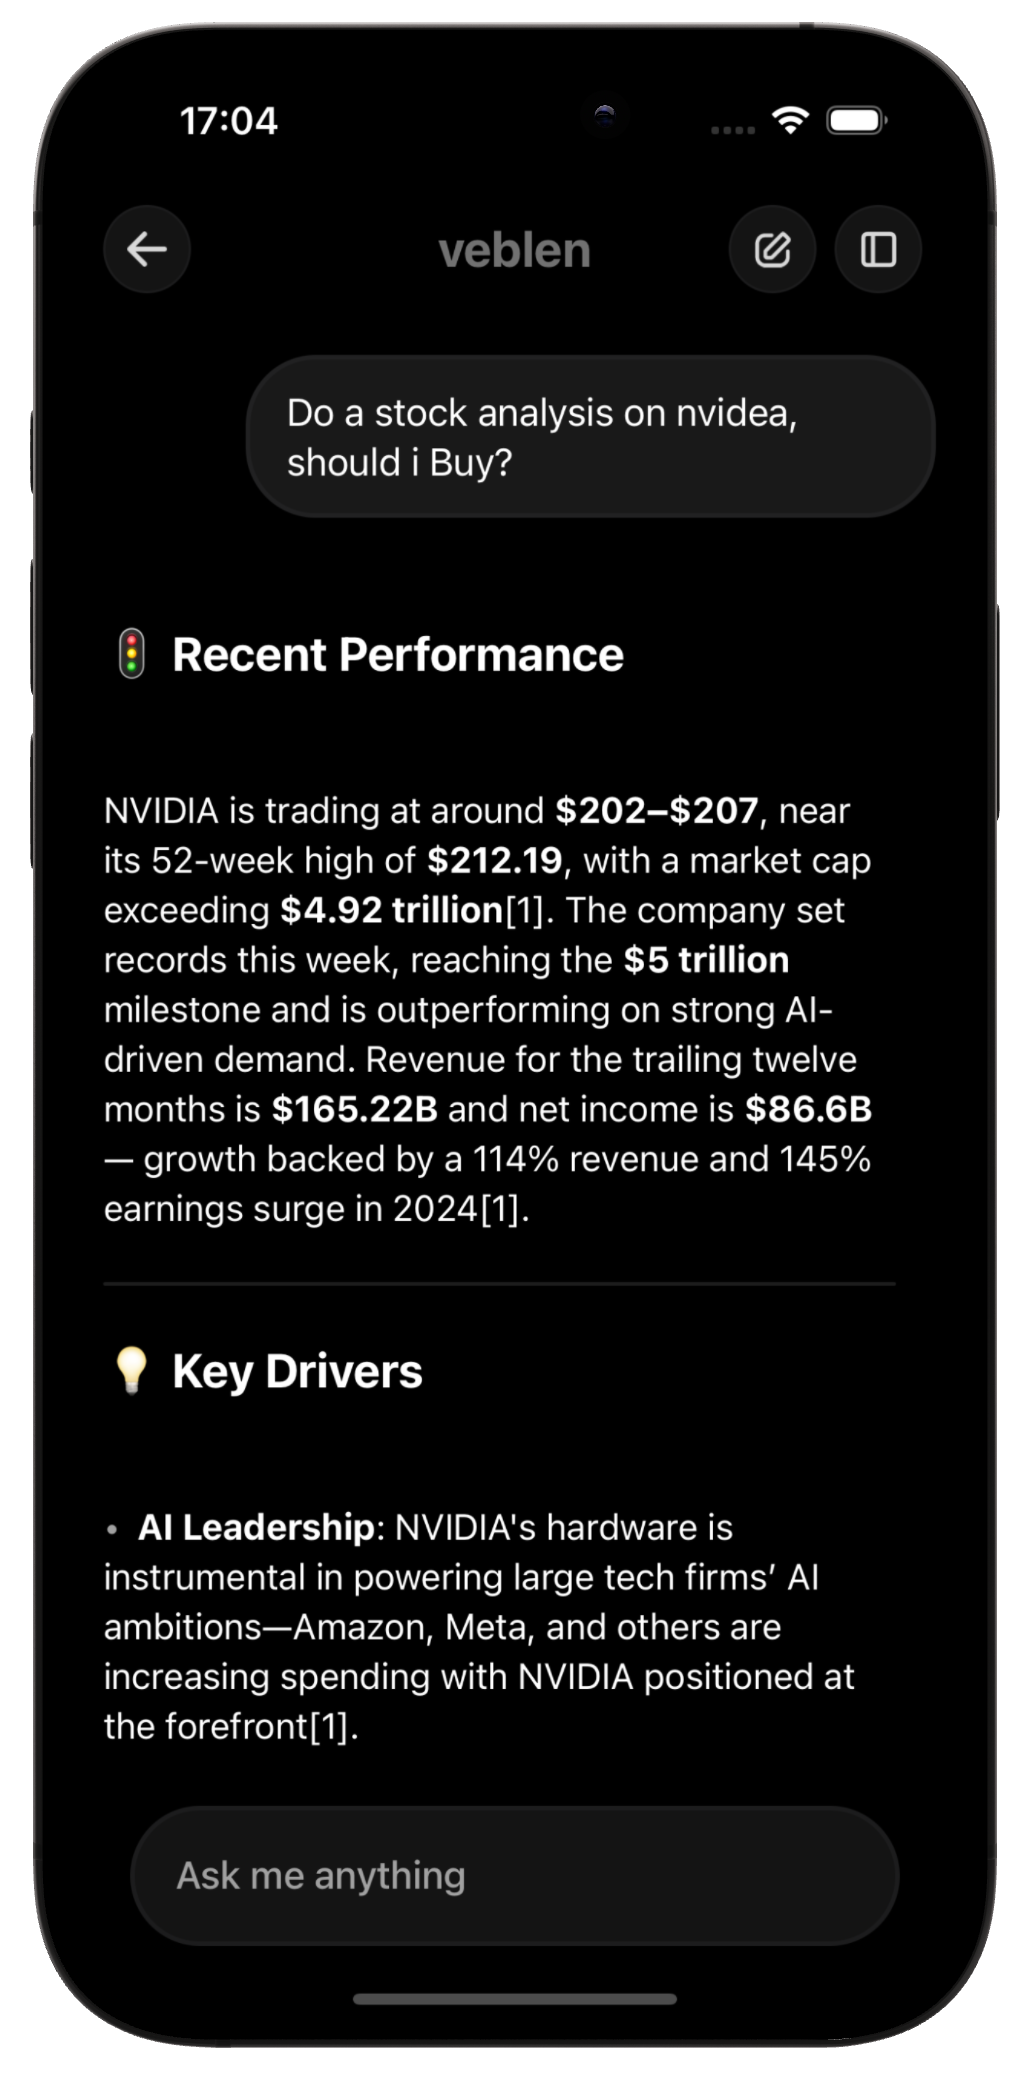 17:04
veblen
Do a stock analysis on nvidea,
should i Buy?
🚦 Recent Performance
NVIDIA is trading at around $202–$207, near
its 52-week high of $212.19, with a market cap
exceeding $4.92 trillion[1]. The company set
records this week, reaching the $5 trillion
milestone and is outperforming on strong AI-
driven demand. Revenue for the trailing twelve
months is $165.22B and net income is $86.6B
— growth backed by a 114% revenue and 145%
earnings surge in 2024[1].
💡 Key Drivers
• AI Leadership: NVIDIA's hardware is
instrumental in powering large tech firms’ AI
ambitions—Amazon, Meta, and others are
increasing spending with NVIDIA positioned at
the forefront[1].
Ask me anything